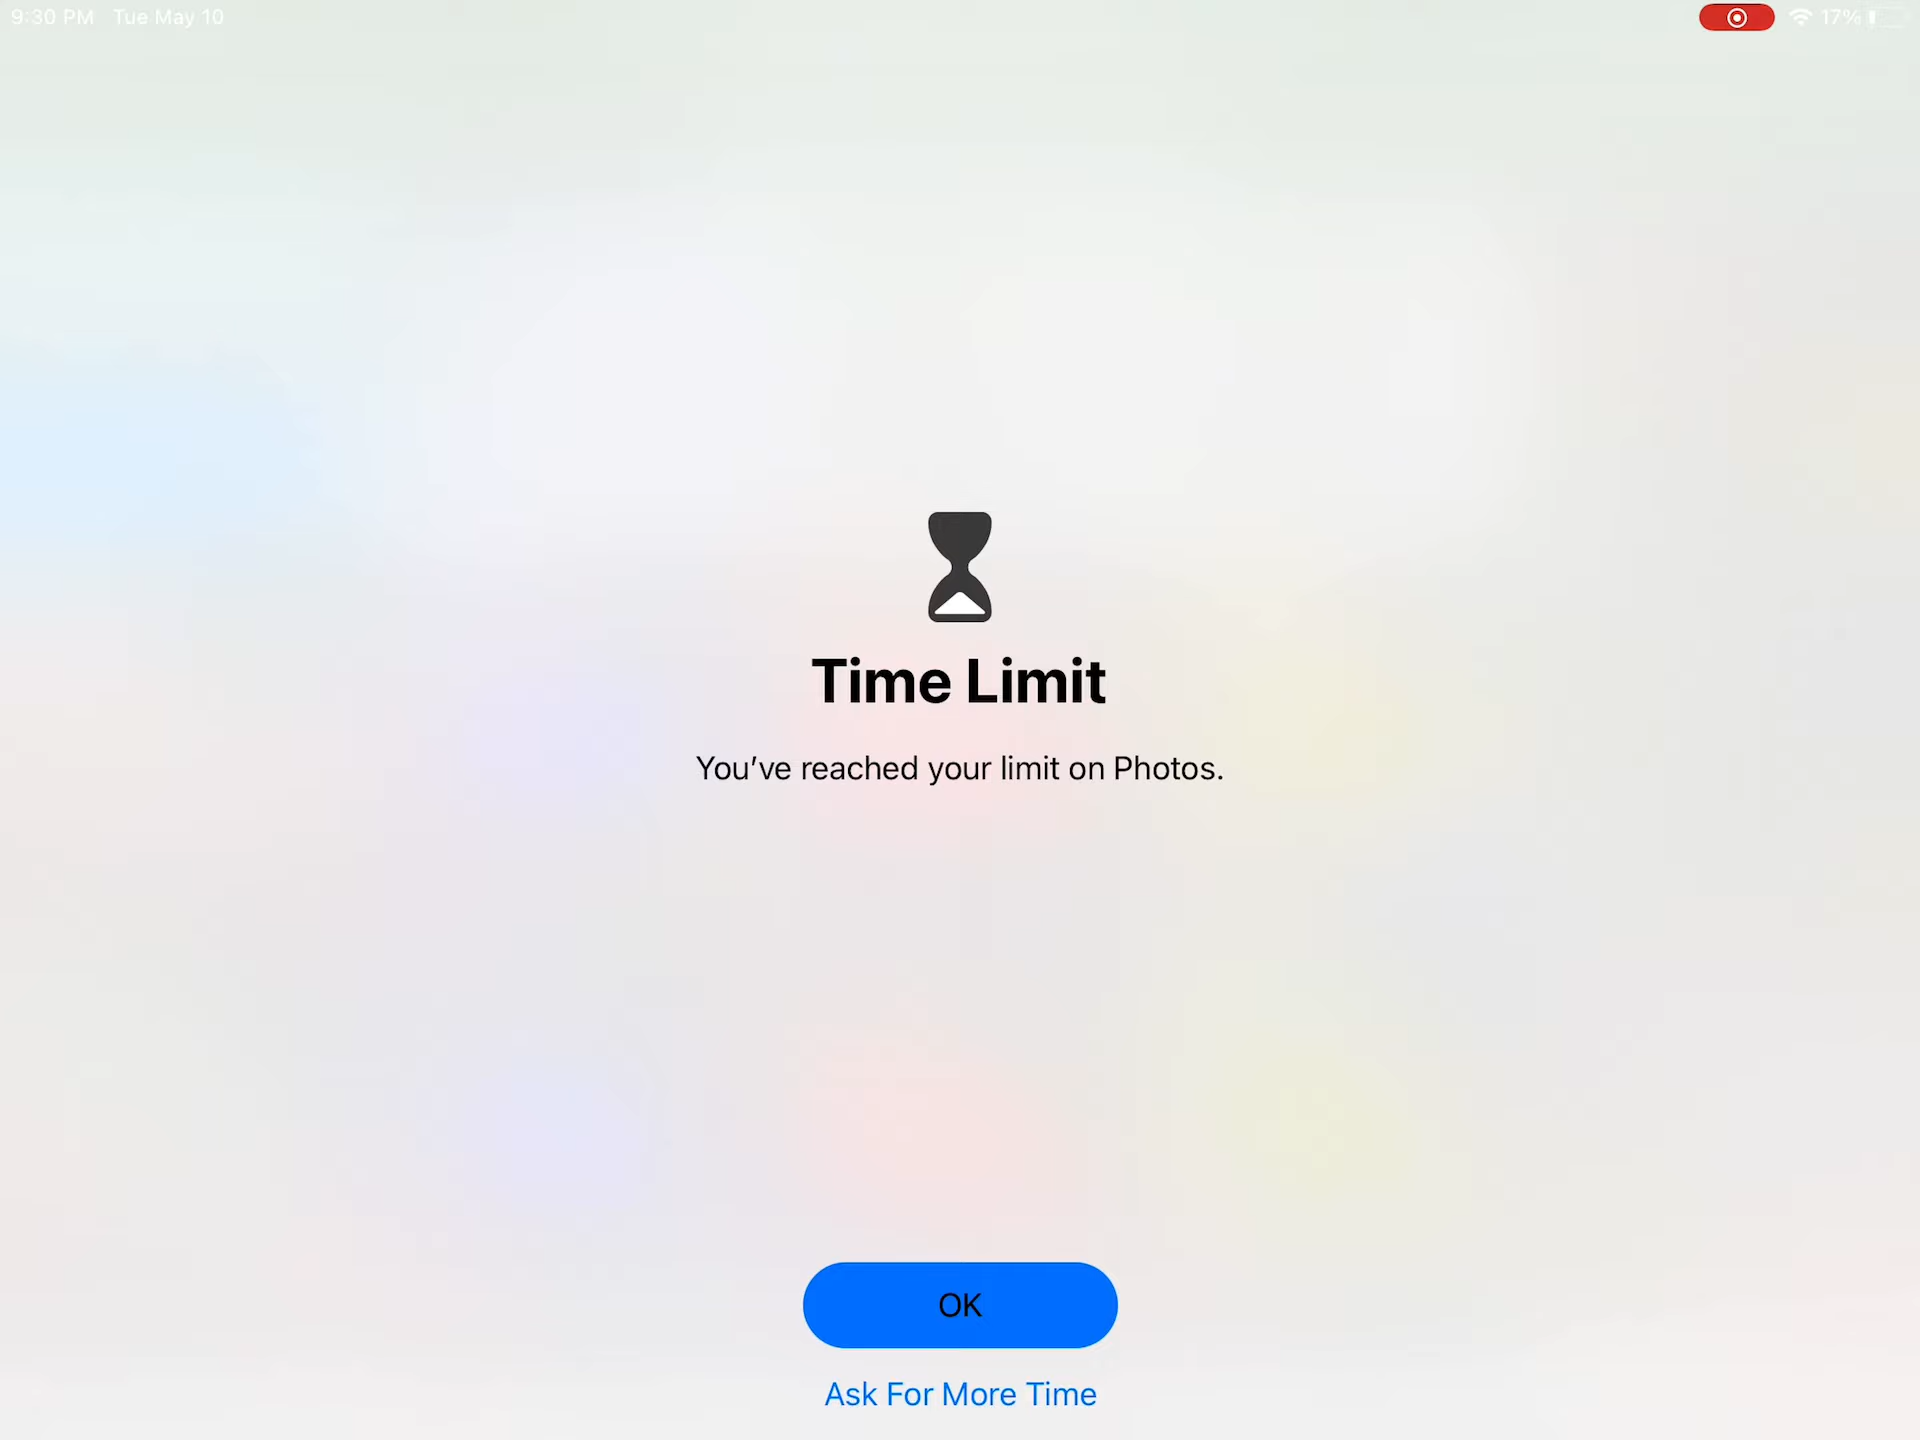 9:30 PM Tue May 10
17%
Time Limit
You’ve reached your limit on Photos.
OK
Ask For More Time